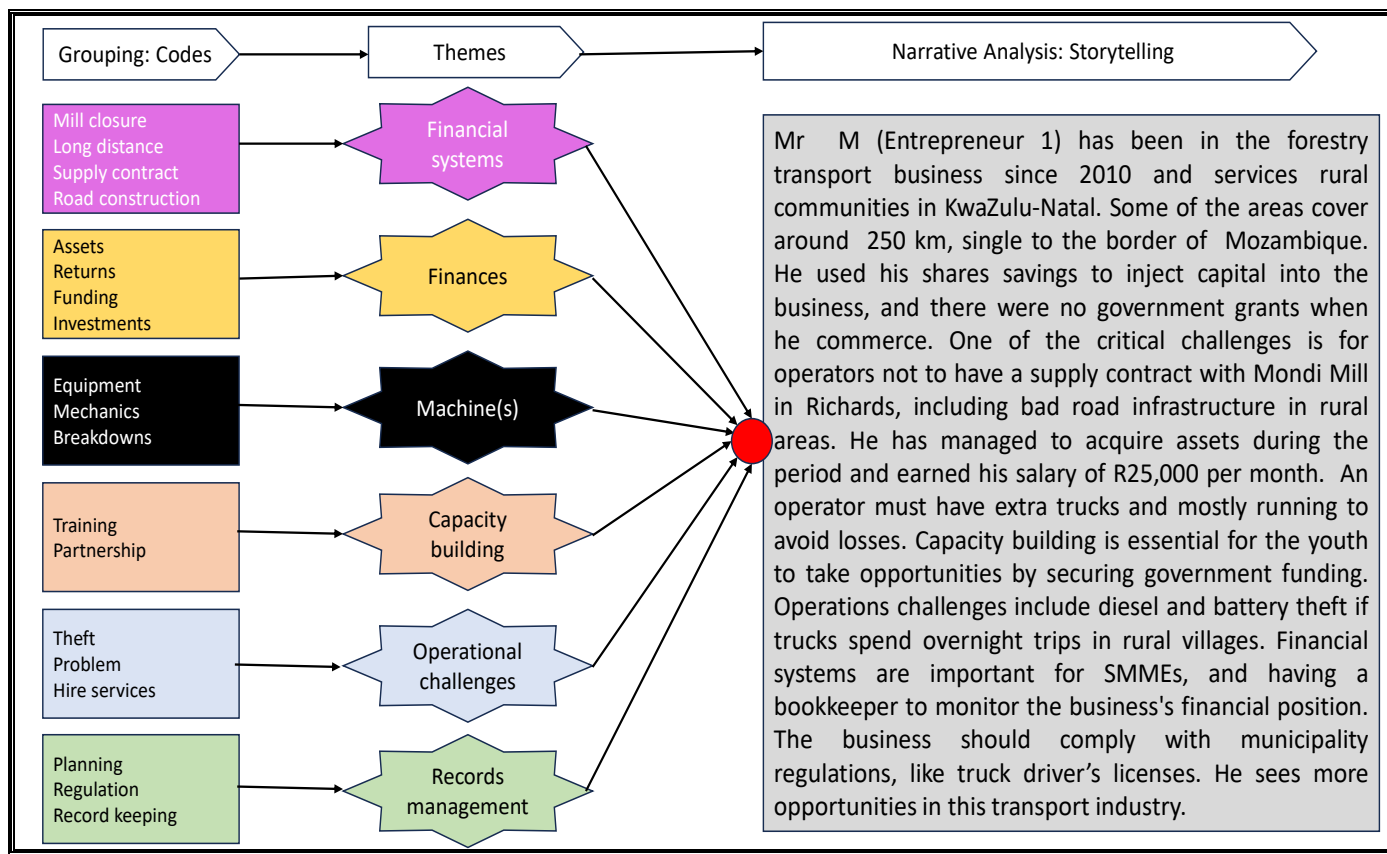 Grouping: Codes
Themes
Narrative Analysis: Storytelling
Mill closure
Long distance
Supply contract
Road construction
Financial
systems
Assets
Returns
Funding
Investments
Finances
Equipment
Mechanics
Breakdowns
Machine(s)
Training
Partnership
Capacity
building
Theft
Problem
Hire services
Operational
challenges
Planning
Regulation
Record keeping
Records
management
Mr M (Entrepreneur 1) has been in the forestry
transport business since 2010 and services rural
communities in KwaZulu-Natal. Some of the areas cover
around 250 km, single to the border of Mozambique.
He used his shares savings to inject capital into the
business, and there were no government grants when
he commerce. One of the critical challenges is for
operators not to have a supply contract with Mondi Mill
in Richards, including bad road infrastructure in rural
areas. He has managed to acquire assets during the
period and earned his salary of R25,000 per month. An
operator must have extra trucks and mostly running to
avoid losses. Capacity building is essential for the youth
to take opportunities by securing government funding.
Operations challenges include diesel and battery theft if
trucks spend overnight trips in rural villages. Financial
systems are important for SMMEs, and having a
bookkeeper to monitor the business's financial position.
The business should comply with municipality
regulations, like truck driver’s licenses. He sees more
opportunities in this transport industry.